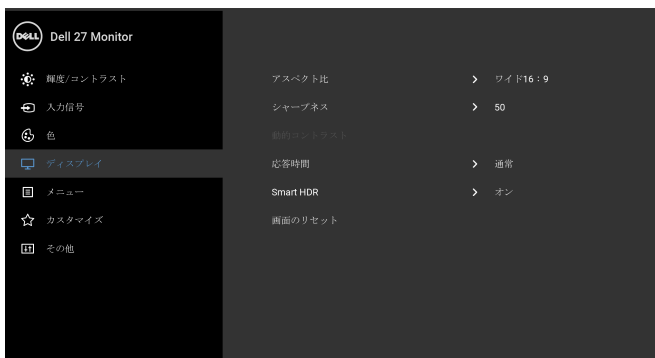 DELL Dell 27 Monitor
輝度/コントラスト
入力信号
色
ディスプレイ
メニュー
カスタマイズ
その他
アスペクト比 ワイド16:9
シャープネス 50
動的コントラスト
応答時間 通常
Smart HDR オン
画面のリセット